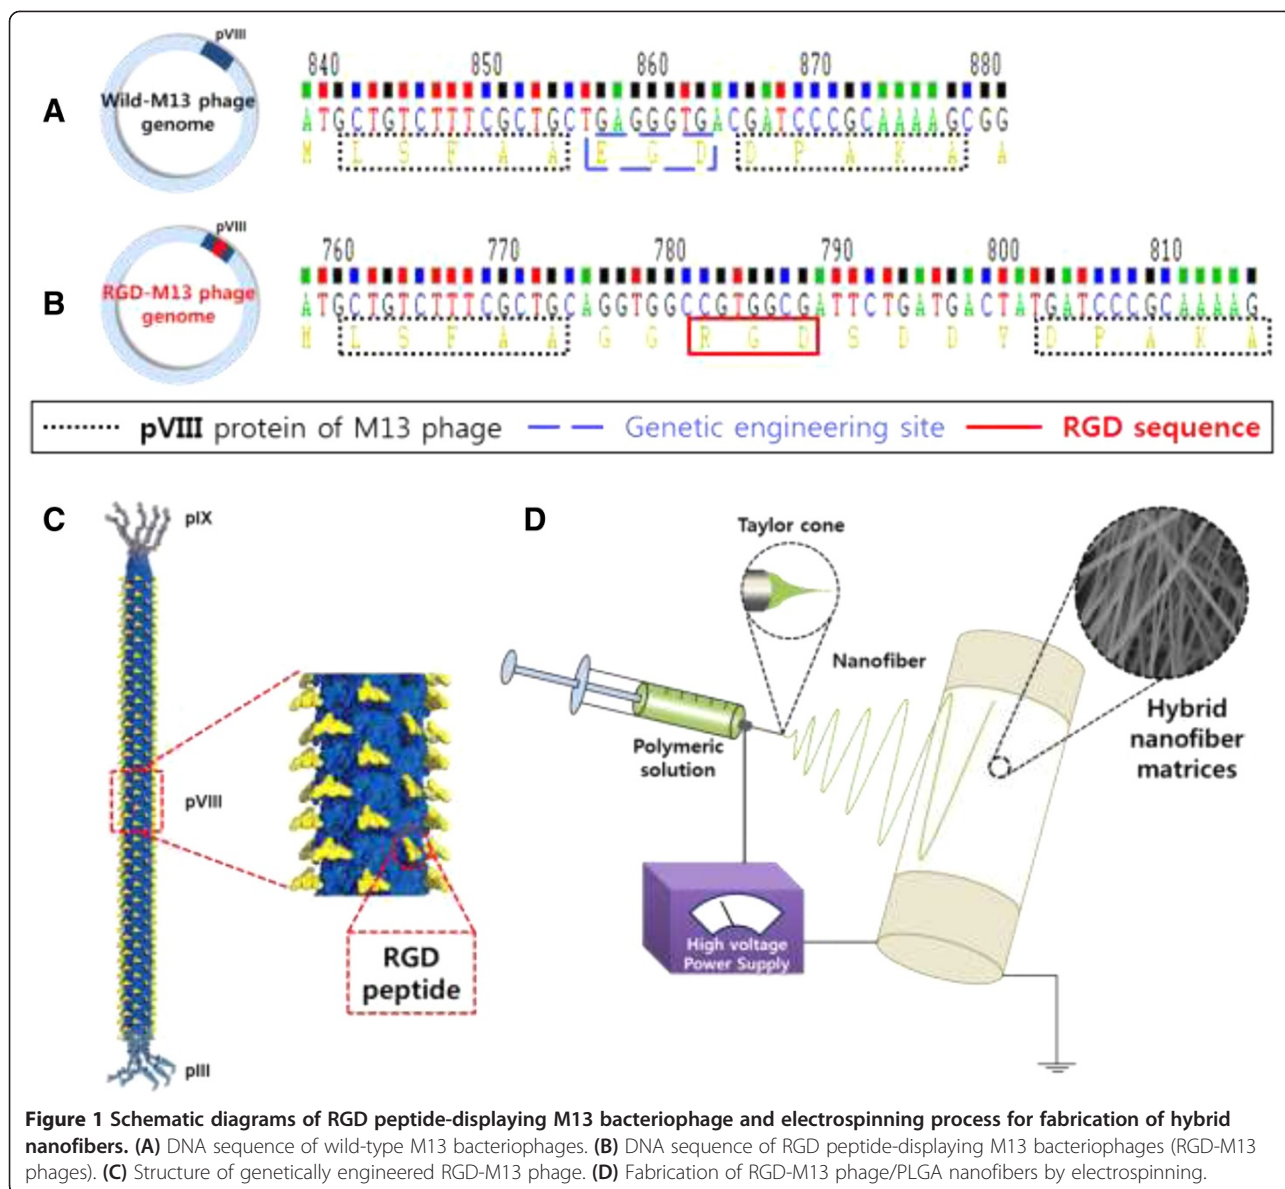 A
pVIII
Wild-M13 phage
genome
840 850 860 870 880
ATGCTGTCTTTCGCTGCTGAGGGTGACGATCCCGCAAAAGCGG
M L S F A A E G D D P A K A A
B
pVIII
RGD-M13 phage
genome
760 770 780 790 800 810
ATGCTGTCTTTCGCTGCAGGTGGCCGTGGCGATTCTGATGACTATGATCCCGCAAAAG
M L S F A A G G R G D S D D Y D P A K A
pVIII protein of M13 phage Genetic engineering site RGD sequence
C
pIX
pVIII
pIII
RGD
peptide
D
Taylor cone
Nanofiber
Polymeric
solution
High voltage
Power Supply
Hybrid
nanofiber
matrices
Figure 1 Schematic diagrams of RGD peptide-displaying M13 bacteriophage and electrospinning process for fabrication of hybrid
nanofibers. (A) DNA sequence of wild-type M13 bacteriophages. (B) DNA sequence of RGD peptide-displaying M13 bacteriophages (RGD-M13
phages). (C) Structure of genetically engineered RGD-M13 phage. (D) Fabrication of RGD-M13 phage/PLGA nanofibers by electrospinning.